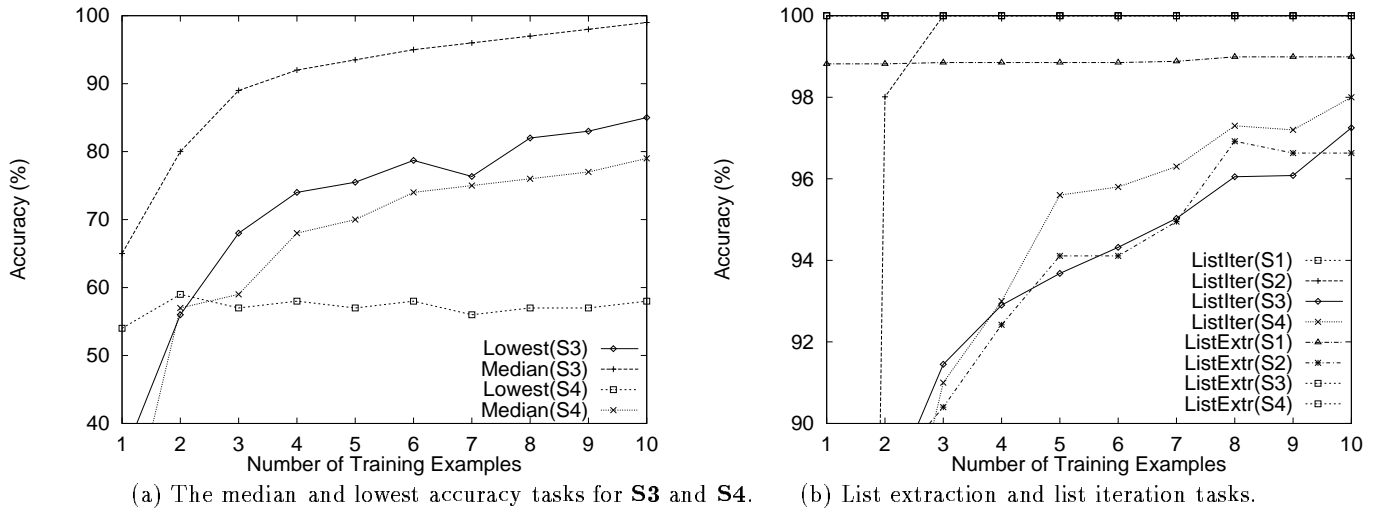 100
90
80
70
60
50
40
Accuracy (%)
1 2 3 4 5 6 7 8 9 10
Number of Training Examples
Lowest(S3)
Median(S3)
Lowest(S4)
Median(S4)
(a) The median and lowest accuracy tasks for S3 and S4.
100
98
96
94
92
90
Accuracy (%)
1 2 3 4 5 6 7 8 9 10
Number of Training Examples
ListIter(S1)
ListIter(S2)
ListIter(S3)
ListIter(S4)
ListExtr(S1)
ListExtr(S2)
ListExtr(S3)
ListExtr(S4)
(b) List extraction and list iteration tasks.